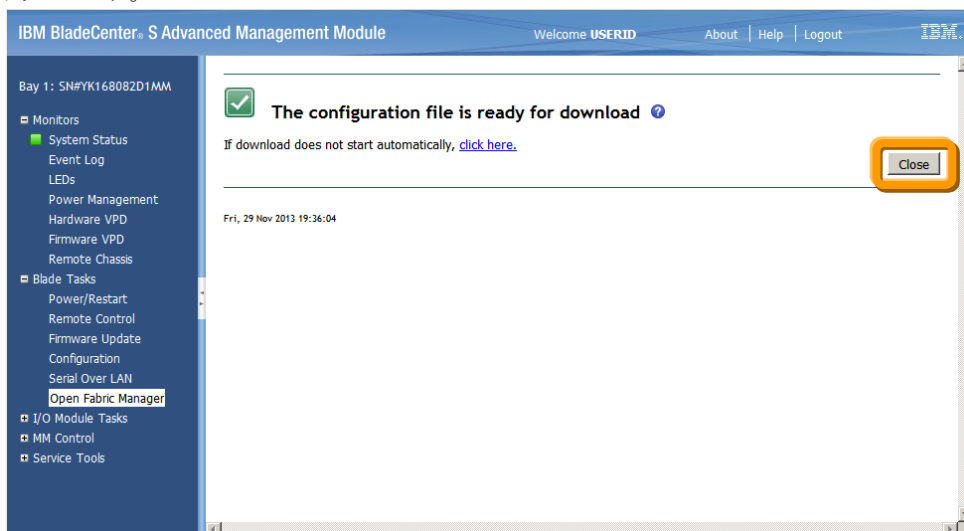 IBM BladeCenter® S Advanced Management Module
Welcome USERID
About | Help | Logout
IBM.
Bay 1: SN#YK168082D1MM
Monitors
System Status
Event Log
LEDs
Power Management
Hardware VPD
Firmware VPD
Remote Chassis
Blade Tasks
Power/Restart
Remote Control
Firmware Update
Configuration
Serial Over LAN
Open Fabric Manager
I/O Module Tasks
MM Control
Service Tools
The configuration file is ready for download ?
If download does not start automatically, click here.
Close
Fri, 29 Nov 2013 19:36:04